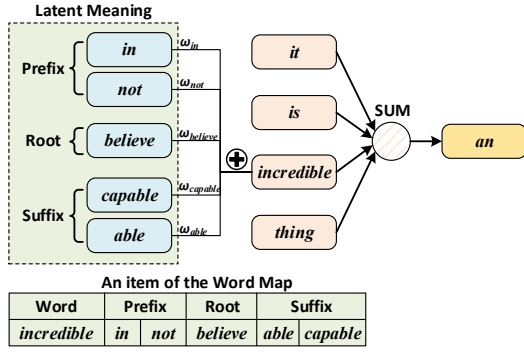 Latent Meaning
Prefix
in
not
Root
believe
Suffix
capable
able
ω_in
ω_not
ω_believe
ω_capable
ω_able
it
is
incredible
thing
SUM
an
An item of the Word Map
Word Prefix Root Suffix
incredible in not believe able capable